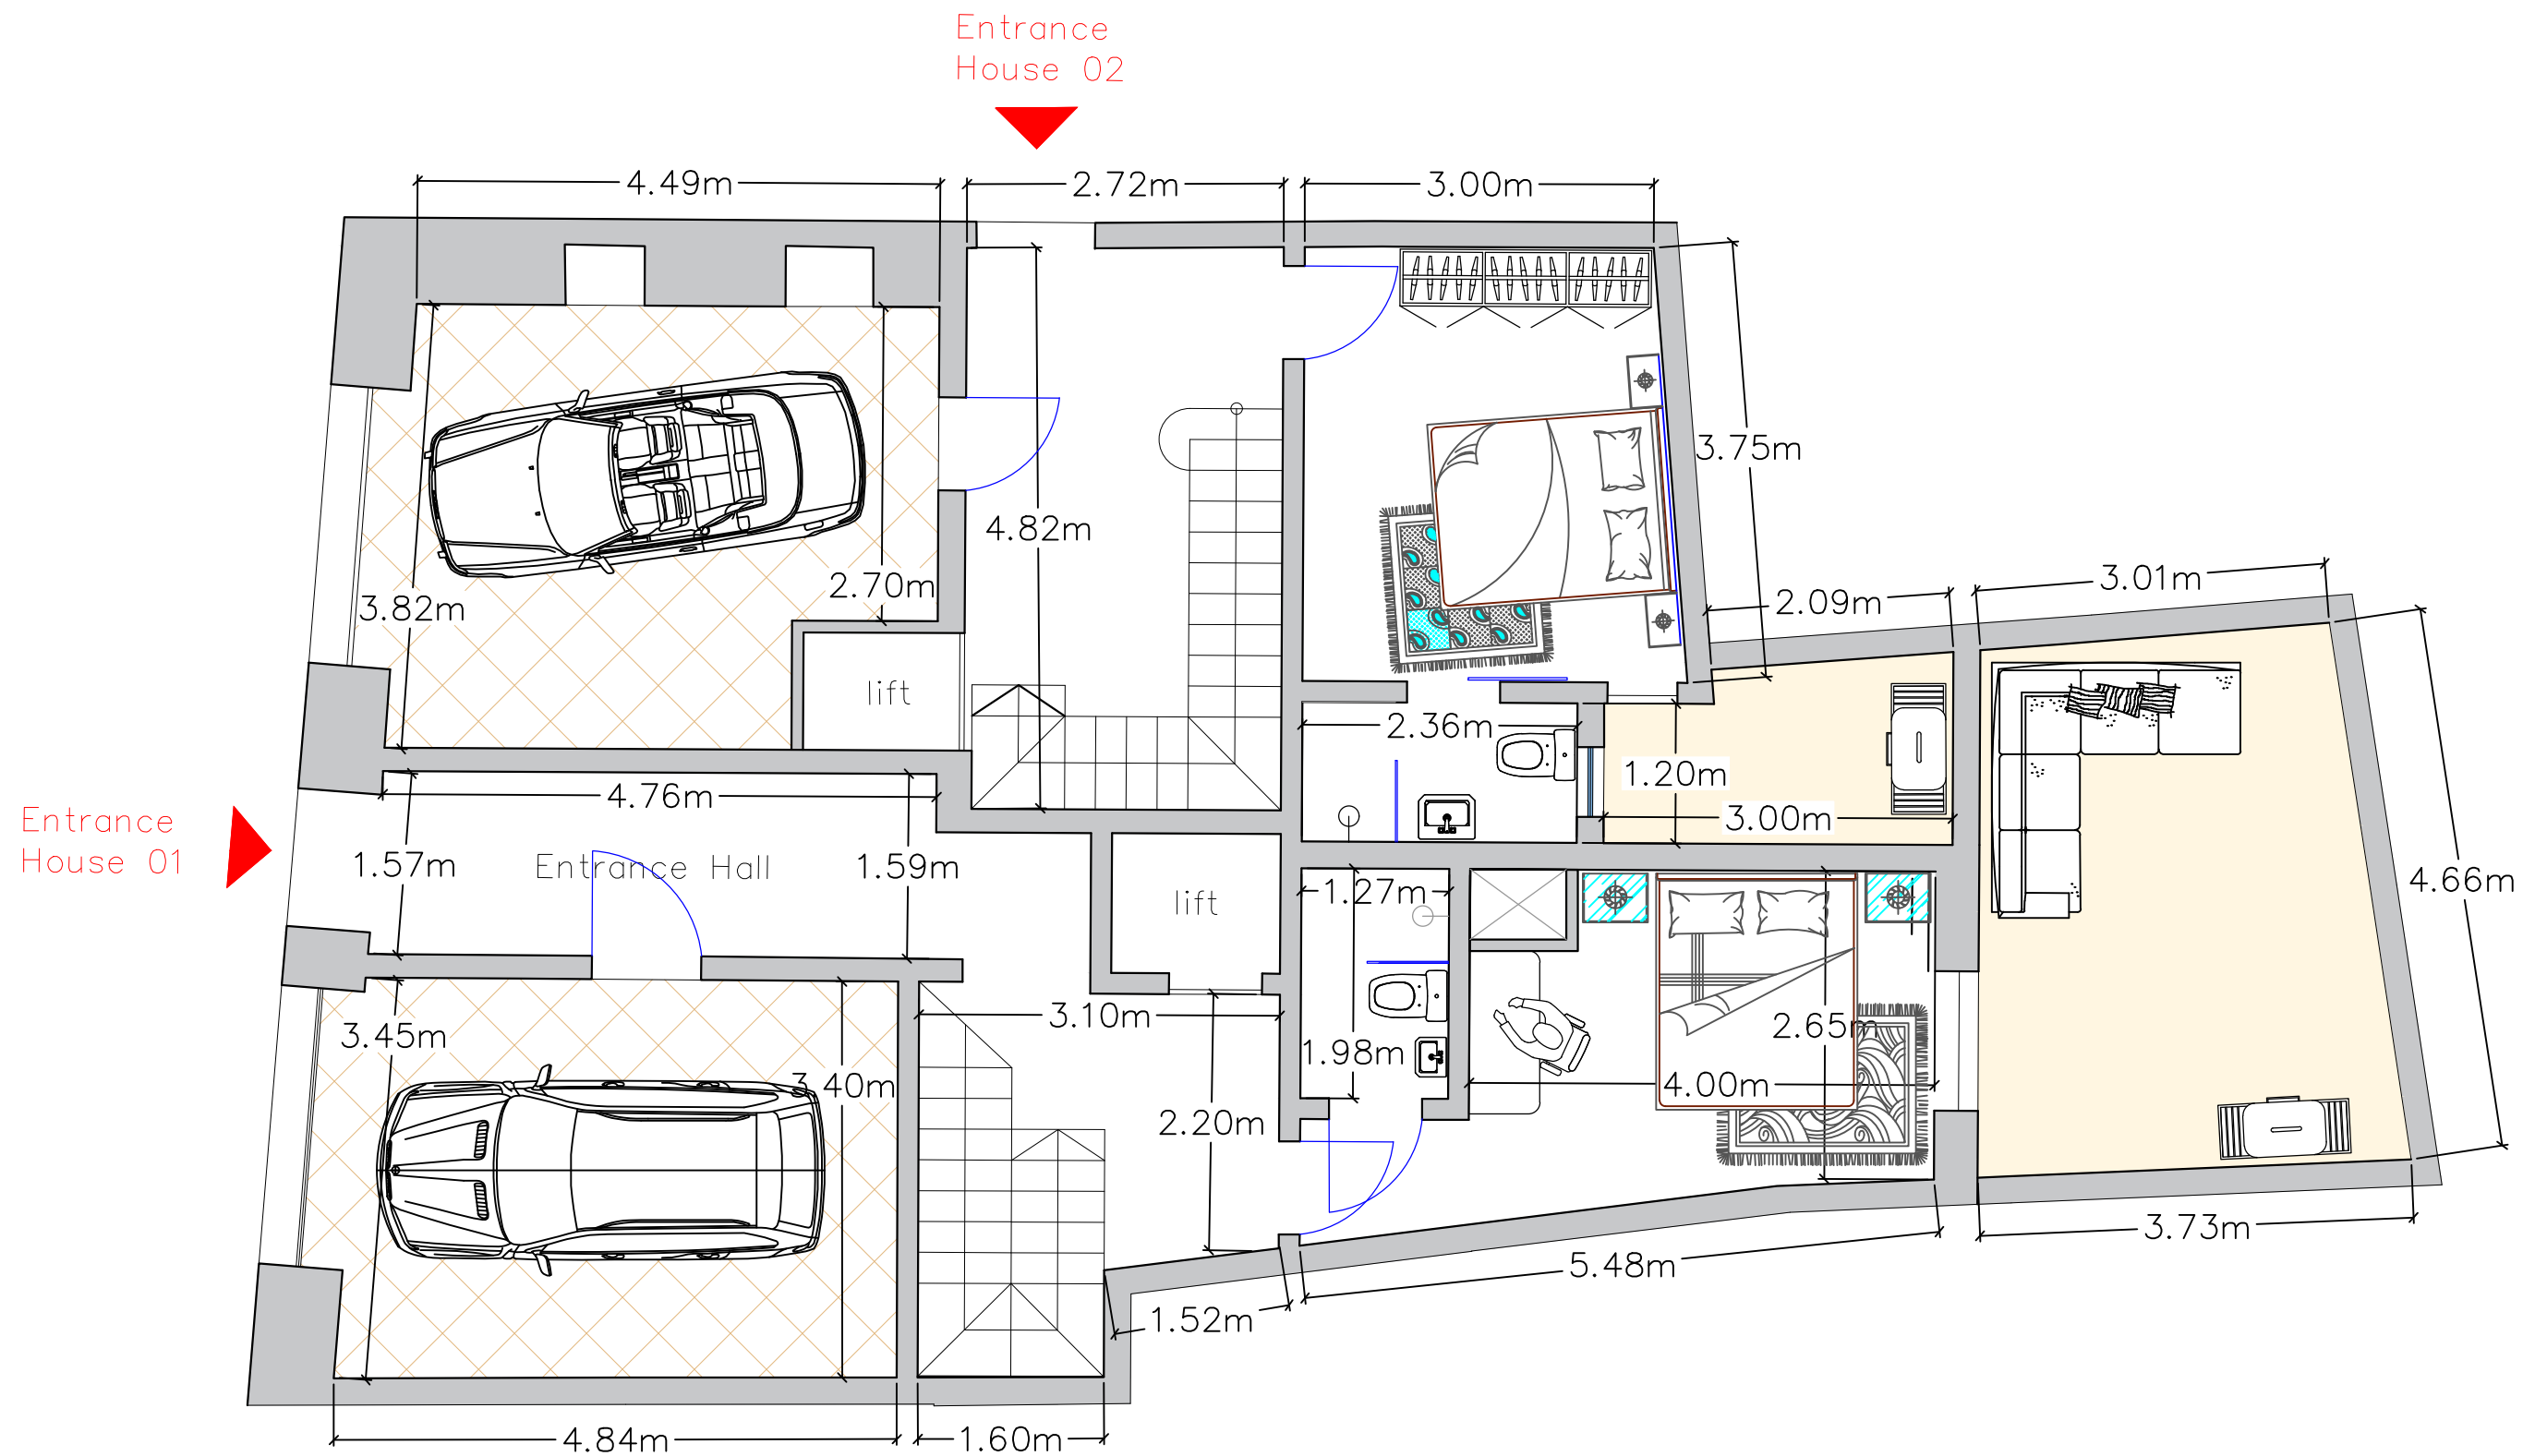 Entrance
House 02
4.49m
2.72m
3.00m
3.75m
4.82m
2.70m
3.82m
3.01m
2.09m
lift
2.36m
1.20m
4.76m
3.00m
Entrance
House 01
1.57m
Entrance Hall
1.59m
4.66m
1.27m
lift
3.10m
2.65m
3.45m
1.98m
3.40m
4.00m
2.20m
3.73m
5.48m
1.52m
4.84m
1.60m